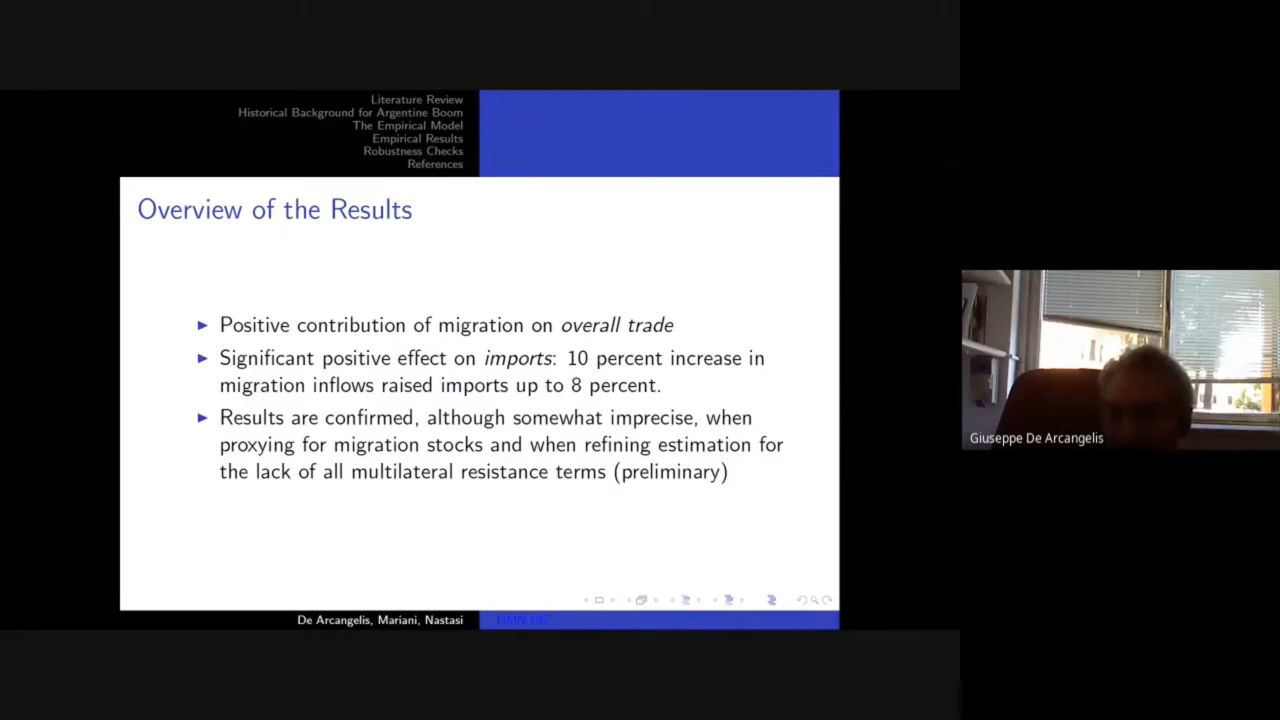 Literature Review
Historical Background for Argentine Boom
The Empirical Model
Empirical Results
Robustness Checks
References
Overview of the Results
Positive contribution of migration on overall trade
Significant positive effect on imports: 10 percent increase in
migration inflows raised imports up to 8 percent.
Results are confirmed, although somewhat imprecise, when
proxying for migration stocks and when refining estimation for
the lack of all multilateral resistance terms (preliminary)
De Arcangelis, Mariani, Nastasi
Giuseppe De Arcangelis